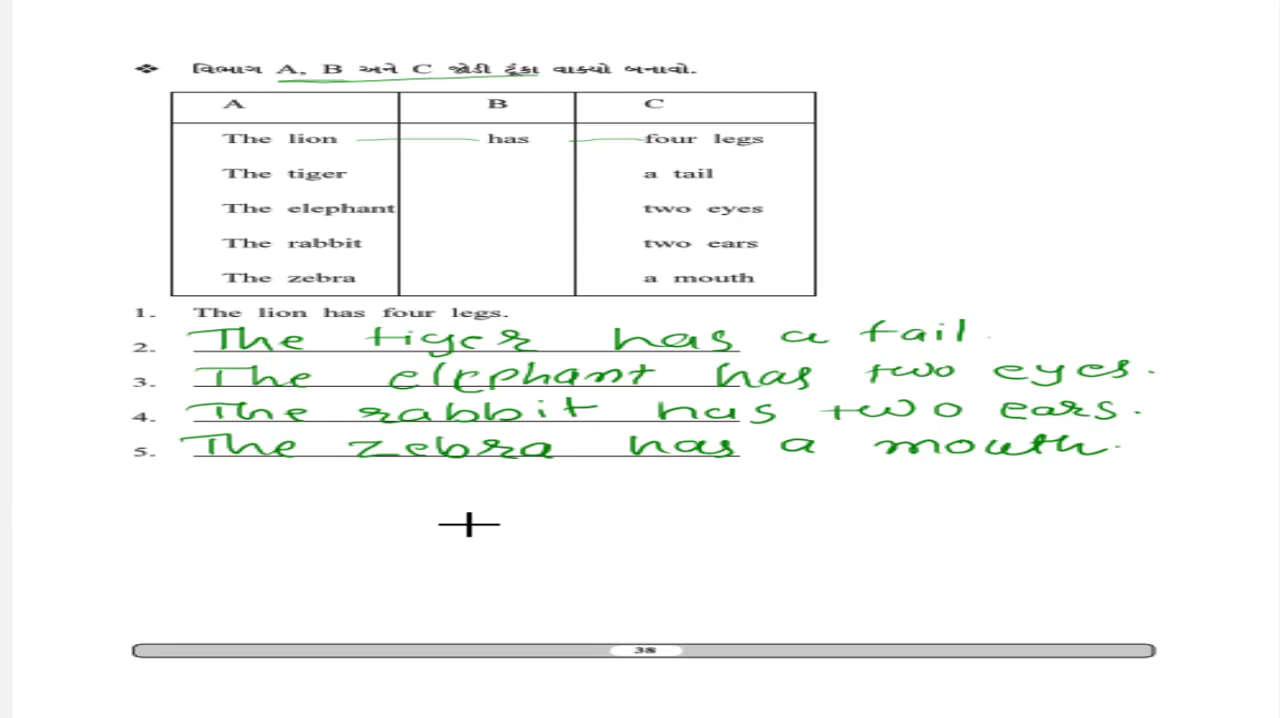 ❖ વિભાગ A, B અને C જોડી ટૂંકા વાક્યો બનાવો.
A B C
The lion has four legs
The tiger a tail
The elephant two eyes
The rabbit two ears
The zebra a mouth
1. The lion has four legs.
2. The tiger has a tail.
3. The elephant has two eyes.
4. The rabbit has two ears.
5. The zebra has a mouth.
38